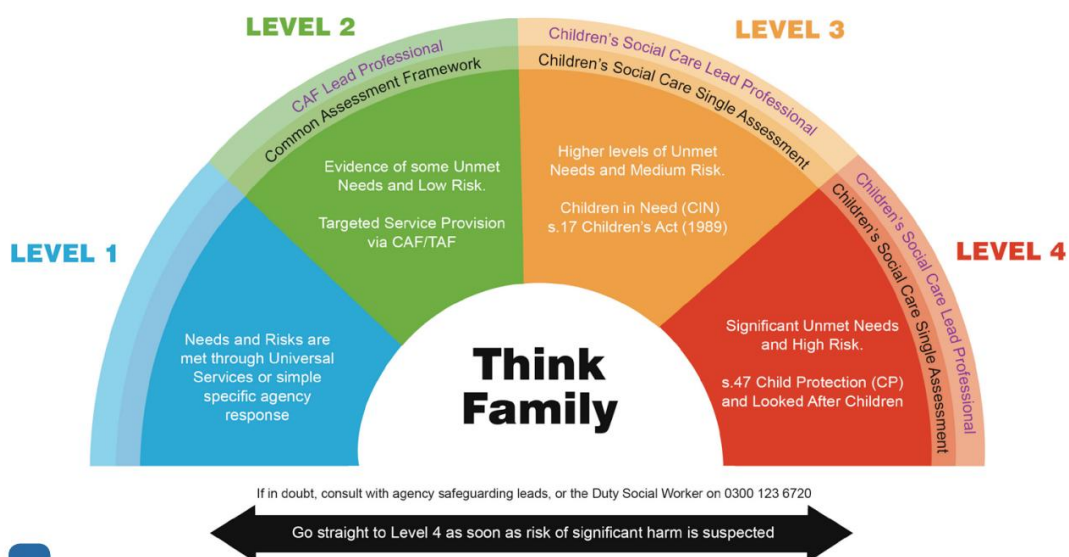 LEVEL 1
Needs and Risks are
met through Universal
Services or simple
specific agency
response
LEVEL 2
CAF Lead Professional
Common Assessment Framework
Evidence of some Unmet
Needs and Low Risk.
Targeted Service Provision
via CAF/TAF
LEVEL 3
Children's Social Care Lead Professional
Children's Social Care Single Assessment
Higher levels of Unmet
Needs and Medium Risk.
Children in Need (CIN)
s.17 Children's Act (1989)
LEVEL 4
Children's Social Care Lead Professional
Children's Social Care Single Assessment
Significant Unmet Needs
and High Risk.
s.47 Child Protection (CP)
and Looked After Children
Think
Family
If in doubt, consult with agency safeguarding leads, or the Duty Social Worker on 0300 123 6720
Go straight to Level 4 as soon as risk of significant harm is suspected